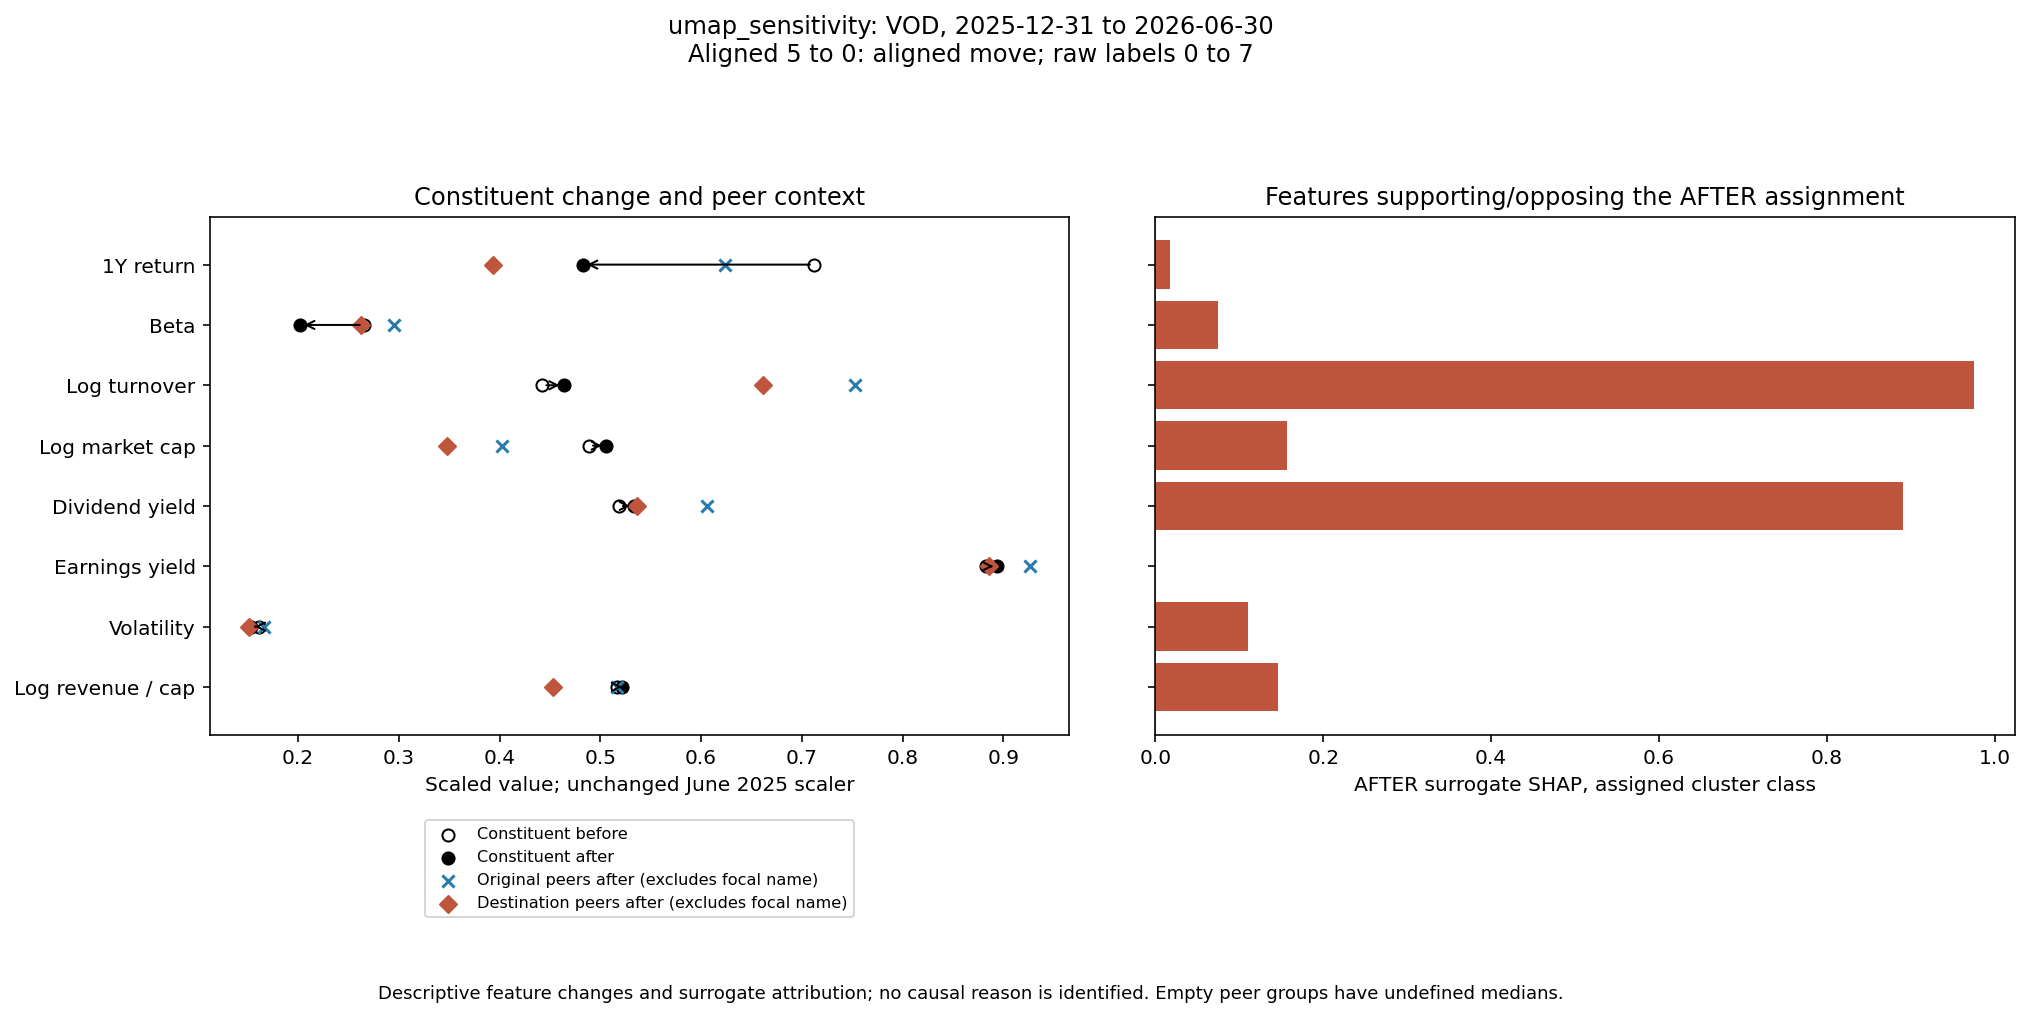 umap_sensitivity: VOD, 2025-12-31 to 2026-06-30
Aligned 5 to 0: aligned move; raw labels 0 to 7
Constituent change and peer context
1Y return
Beta
Log turnover
Log market cap
Dividend yield
Earnings yield
Volatility
Log revenue / cap
0.2 0.3 0.4 0.5 0.6 0.7 0.8 0.9
Scaled value; unchanged June 2025 scaler
Constituent before
Constituent after
Original peers after (excludes focal name)
Destination peers after (excludes focal name)
Features supporting/opposing the AFTER assignment
0.0 0.2 0.4 0.6 0.8 1.0
AFTER surrogate SHAP, assigned cluster class
Descriptive feature changes and surrogate attribution; no causal reason is identified. Empty peer groups have undefined medians.